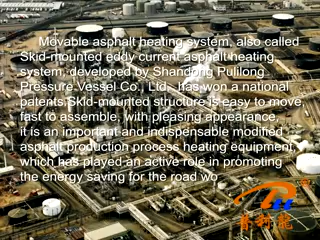 Movable asphalt heating system, also called
Skid-mounted eddy current asphalt heating
system, developed by Shandong Pulilong
Pressure Vessel Co., Ltd., has won a national
patents.Skid-mounted structure is easy to move,
fast to assemble, with pleasing appearance,
it is an important and indispensable modified
asphalt production process heating equipment,
which has played an active role in promoting
the energy saving for the road wo
普利龍